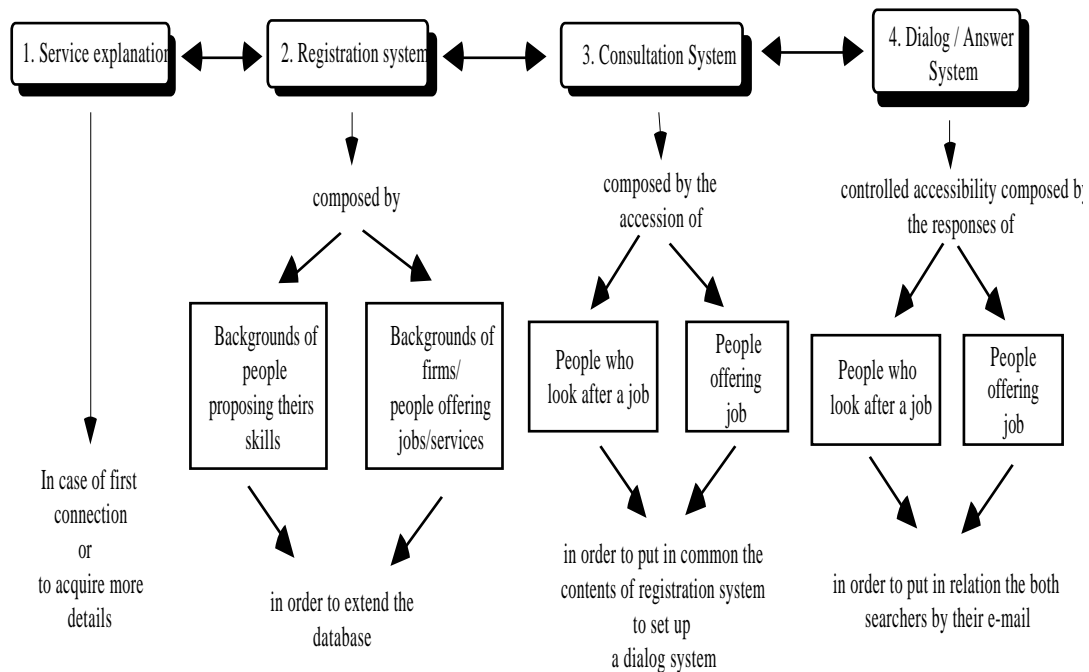 1. Service explanation
2. Registration system
3. Consultation System
4. Dialog / Answer
System
composed by
composed by the
accession of
controlled accessibility composed by
the responses of
Backgrounds of
people
proposing theirs
skills
Backgrounds of
firms/
people offering
jobs/services
People who
look after a job
People
offering
job
People who
look after a job
People
offering
job
In case of first
connection
or
to acquire more
details
in order to extend the
database
in order to put in common the
contents of registration system
to set up
a dialog system
in order to put in relation the both
searchers by their e-mail